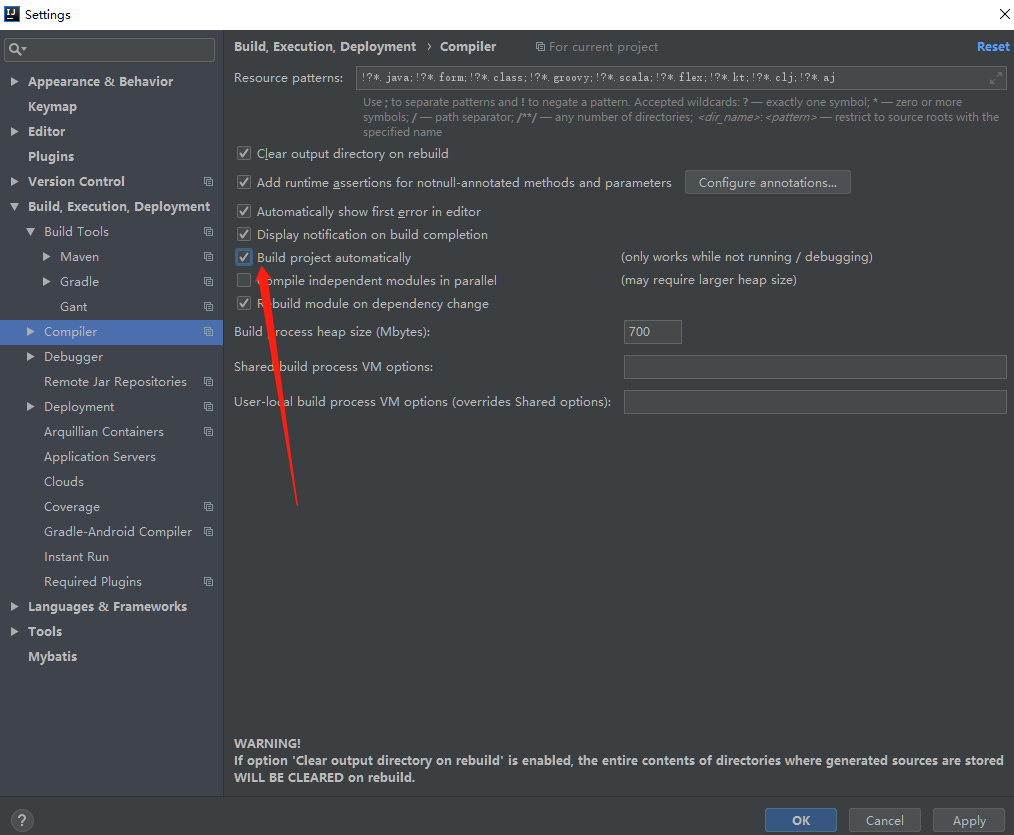 Settings
Build, Execution, Deployment › Compiler
For current project
Reset
Appearance & Behavior
Keymap
Editor
Plugins
Version Control
Build, Execution, Deployment
Build Tools
Maven
Gradle
Gant
Compiler
Debugger
Remote Jar Repositories
Deployment
Arquillian Containers
Application Servers
Clouds
Coverage
Gradle-Android Compiler
Instant Run
Required Plugins
Languages & Frameworks
Tools
Mybatis
Resource patterns:
!?*.java;!?*.form;!?*.class;!?*.groovy;!?*.scala;!?*.flex;!?*.kt;!?*.clj;!?*.aj
Use ; to separate patterns and ! to negate a pattern. Accepted wildcards: ? — exactly one symbol; * — zero or more
symbols; / — path separator; /**/ — any number of directories; <dir_name>:<pattern> — restrict to source roots with the
specified name
Clear output directory on rebuild
Add runtime assertions for notnull-annotated methods and parameters
Configure annotations...
Automatically show first error in editor
Display notification on build completion
Build project automatically
(only works while not running / debugging)
Compile independent modules in parallel
(may require larger heap size)
Rebuild module on dependency change
Build process heap size (Mbytes):
700
Shared build process VM options:
User-local build process VM options (overrides Shared options):
WARNING!
If option 'Clear output directory on rebuild' is enabled, the entire contents of directories where generated sources are stored
WILL BE CLEARED on rebuild.
?
OK
Cancel
Apply